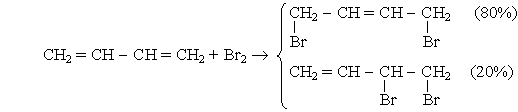 CH₂ – CH = CH – CH₂ (80%)
Br Br
CH₂ = CH – CH – CH = CH₂ + Br₂ →
CH₂ = CH – CH – CH₂ (20%)
Br Br